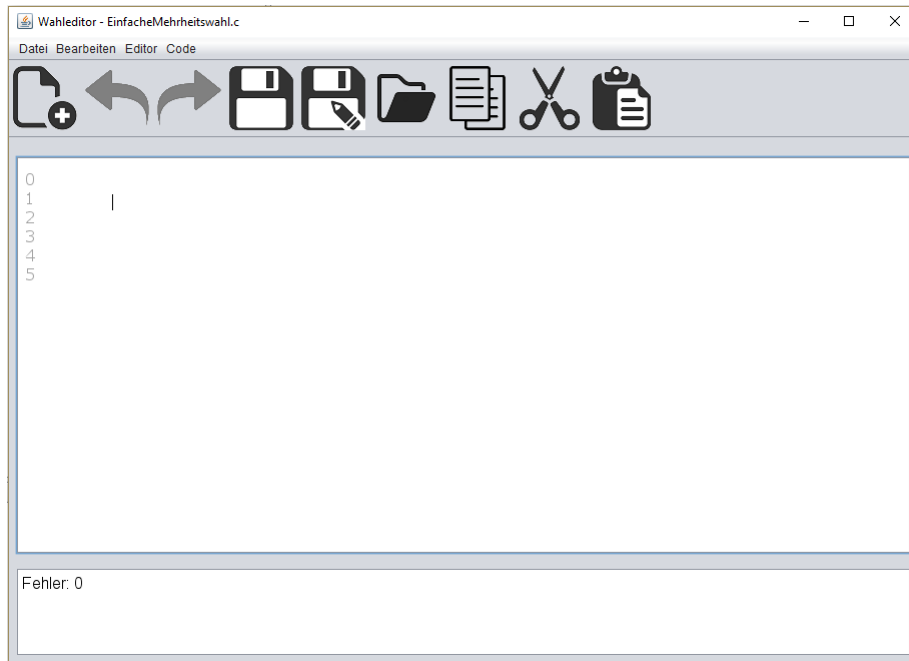 Wahleditor - EinfacheMehrheitswahl.c
Datei Bearbeiten Editor Code
0
1
2
3
4
5
Fehler: 0